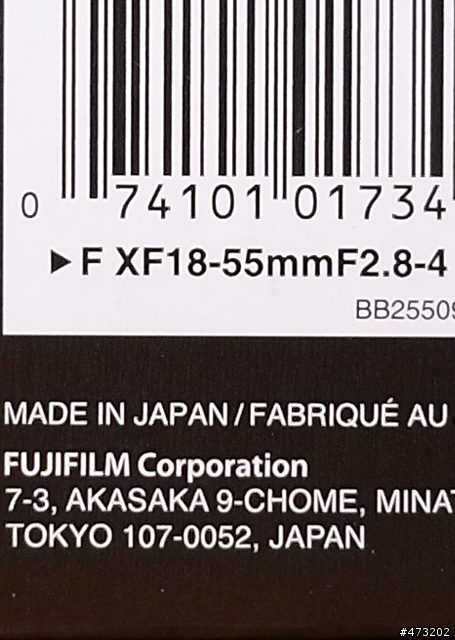 0 74101 01734
▶F XF18-55mmF2.8-4
BB25509
MADE IN JAPAN / FABRIQUÉ AU
FUJIFILM Corporation
7-3, AKASAKA 9-CHOME, MINAT
TOKYO 107-0052, JAPAN
#473202